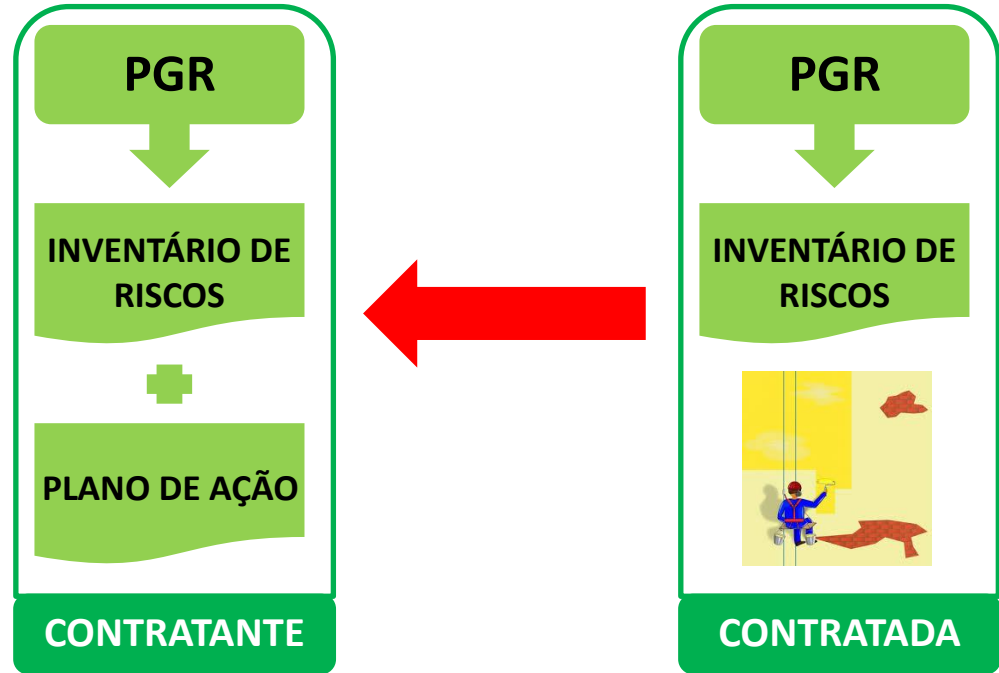 PGR
INVENTÁRIO DE
RISCOS
PLANO DE AÇÃO
CONTRATANTE
PGR
INVENTÁRIO DE
RISCOS
CONTRATADA